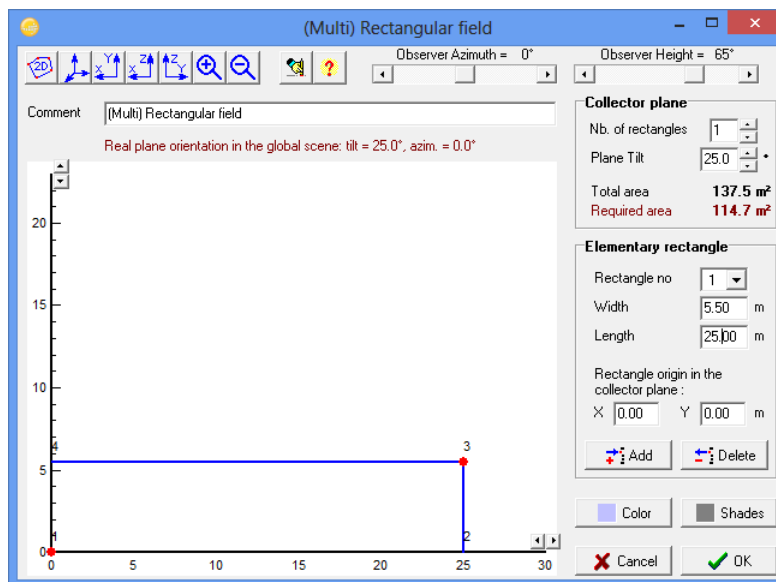 (Multi) Rectangular field
2D
Y
X
Z
X
Z
Y
?
Observer Azimuth = 0°
Observer Height = 65°
Comment
(Multi) Rectangular field
Real plane orientation in the global scene: tilt = 25.0°, azim. = 0.0°
20
15
10
5
0
4
3
1
2
0
5
10
15
20
25
30
Collector plane
Nb. of rectangles 1
Plane Tilt 25.0 °
Total area 137.5 m²
Required area 114.7 m²
Elementary rectangle
Rectangle no 1
Width 5.50 m
Length 25.00 m
Rectangle origin in the
collector plane :
X 0.00 Y 0.00 m
Add
Delete
Color
Shades
Cancel
OK